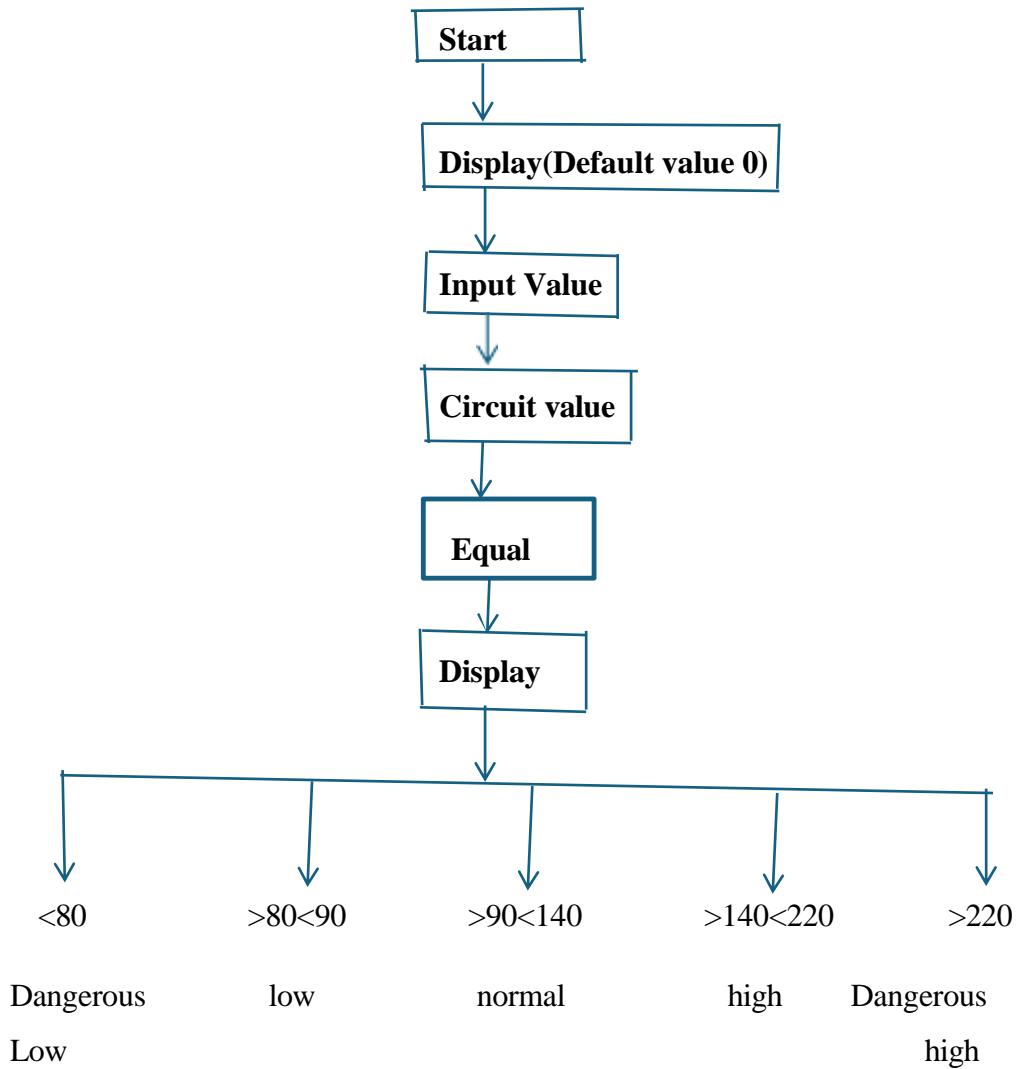 Start
Display(Default value 0)
Input Value
Circuit value
Equal
Display
<80 >80<90 >90<140 >140<220 >220
Dangerous low normal high Dangerous
Low high